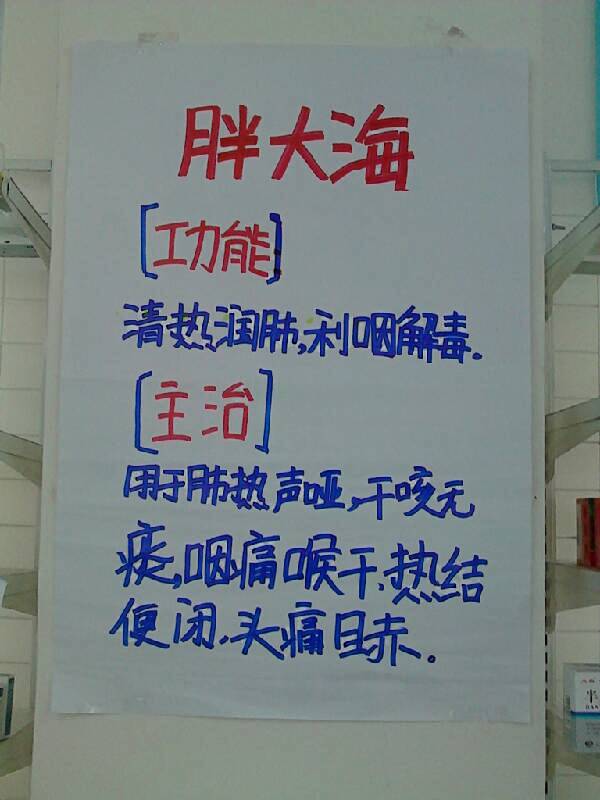 胖大海
[功能]
清热润肺,利咽解毒.
[主治]
用于肺热声哑,干咳无
痰,咽痛喉干、热结
便闭、头痛目赤.
半